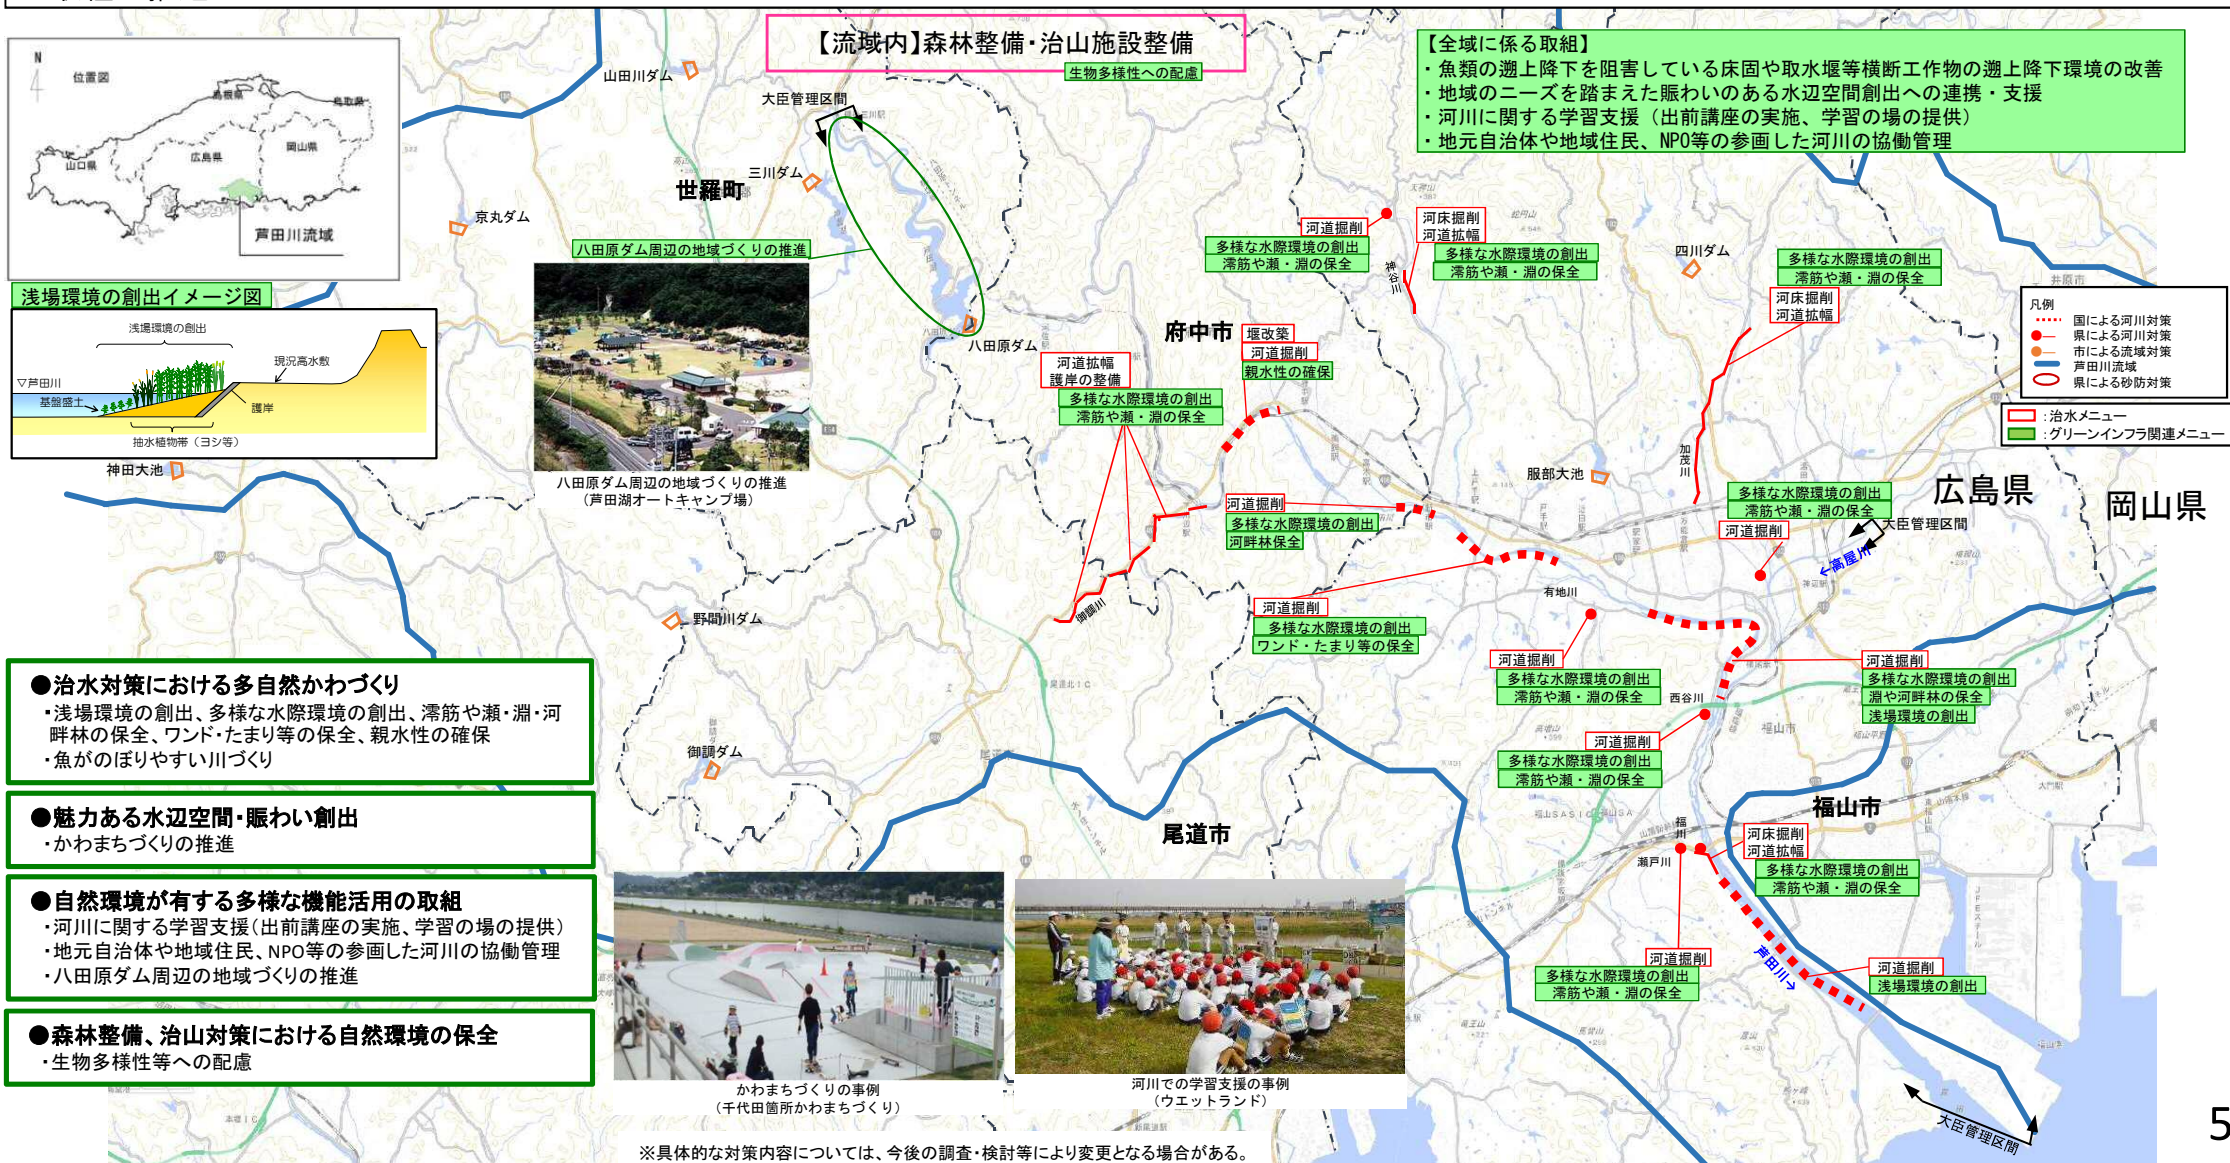 【流域内】森林整備・治山施設整備
生物多様性への配慮
【全域に係る取組】
・魚類の遡上降下を阻害している床固や取水堰等横断工作物の遡上降下環境の改善
・地域のニーズを踏まえた賑わいのある水辺空間創出への連携・支援
・河川に関する学習支援（出前講座の実施、学習の場の提供）
・地元自治体や地域住民、NPO等の参画した河川の協働管理
N
位置図
島根県
鳥取県
山口県
広島県
岡山県
芦田川流域
山田川ダム
大臣管理区間
三川ダム
世羅町
京丸ダム
八田原ダム周辺の地域づくりの推進
八田原ダム
八田原ダム周辺の地域づくりの推進
（芦田湖オートキャンプ場）
浅場環境の創出イメージ図
浅場環境の創出
現況高水敷
▽芦田川
基盤盛土
護岸
抽水植物帯（ヨシ等）
神田大池
河道掘削
多様な水際環境の創出
澪筋や瀬・淵の保全
河床掘削
河道拡幅
多様な水際環境の創出
澪筋や瀬・淵の保全
神谷川
四川ダム
多様な水際環境の創出
澪筋や瀬・淵の保全
河床掘削
河道拡幅
井原市
凡例
国による河川対策
県による河川対策
市による流域対策
芦田川流域
県による砂防対策
：治水メニュー
：グリーンインフラ関連メニュー
府中市
堰改築
河道掘削
親水性の確保
河道拡幅
護岸の整備
多様な水際環境の創出
澪筋や瀬・淵の保全
服部大池
加茂川
広島県
岡山県
河道掘削
多様な水際環境の創出
河畔林保全
多様な水際環境の創出
澪筋や瀬・淵の保全
河道掘削
大臣管理区間
←高屋川
有地川
御調川
野間川ダム
河道掘削
多様な水際環境の創出
ワンド・たまり等の保全
河道掘削
多様な水際環境の創出
澪筋や瀬・淵の保全
西谷川
河道掘削
多様な水際環境の創出
淵や河畔林の保全
浅場環境の創出
福山市
河道掘削
多様な水際環境の創出
澪筋や瀬・淵の保全
御調ダム
尾道市
福山市
福川
瀬戸川
河床掘削
河道拡幅
多様な水際環境の創出
澪筋や瀬・淵の保全
河道掘削
多様な水際環境の創出
澪筋や瀬・淵の保全
芦田川→
河道掘削
浅場環境の創出
JFEスチール
大臣管理区間
●治水対策における多自然かわづくり
・浅場環境の創出、多様な水際環境の創出、澪筋や瀬・淵・河
畔林の保全、ワンド・たまり等の保全、親水性の確保
・魚がのぼりやすい川づくり
●魅力ある水辺空間・賑わい創出
・かわまちづくりの推進
●自然環境が有する多様な機能活用の取組
・河川に関する学習支援（出前講座の実施、学習の場の提供）
・地元自治体や地域住民、NPO等の参画した河川の協働管理
・八田原ダム周辺の地域づくりの推進
●森林整備、治山対策における自然環境の保全
・生物多様性等への配慮
かわまちづくりの事例
（千代田箇所かわまちづくり）
河川での学習支援の事例
（ウエットランド）
※具体的な対策内容については、今後の調査・検討等により変更となる場合がある。
5